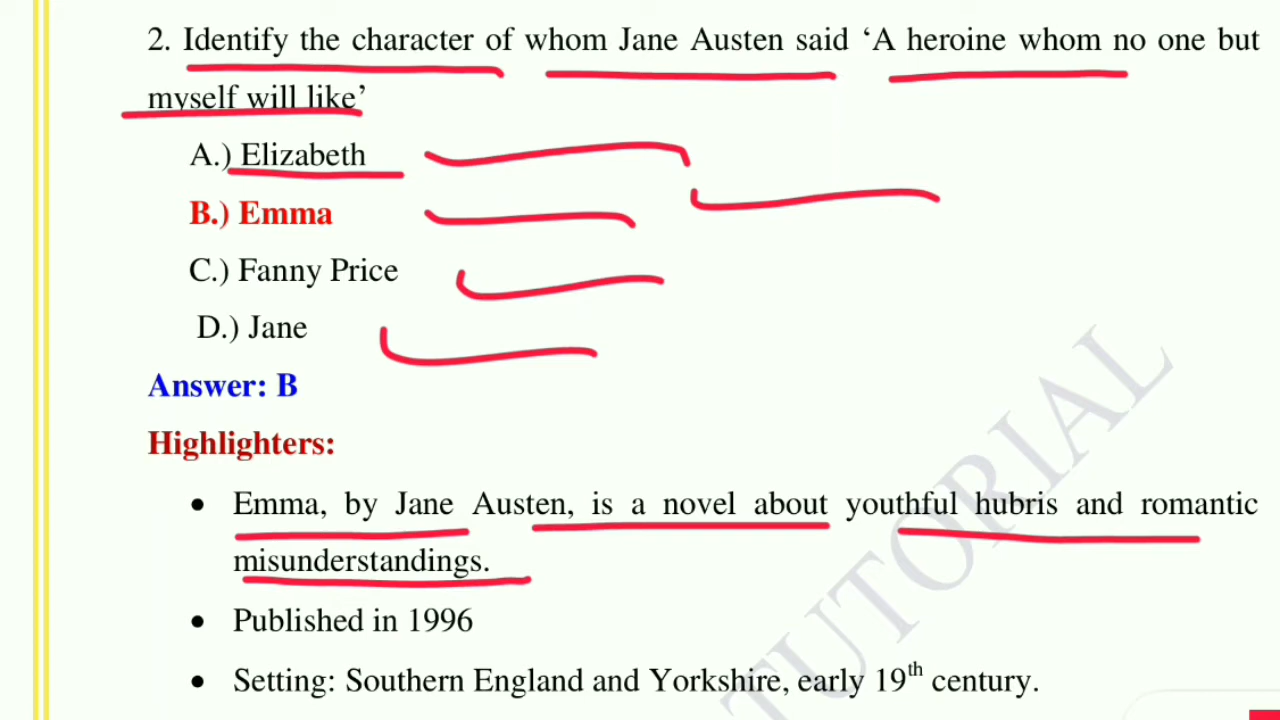 2. Identify the character of whom Jane Austen said ‘A heroine whom no one but
myself will like’
A.) Elizabeth
B.) Emma
C.) Fanny Price
D.) Jane
Answer: B
Highlighters:
• Emma, by Jane Austen, is a novel about youthful hubris and romantic
misunderstandings.
• Published in 1996
• Setting: Southern England and Yorkshire, early 19th century.
TUTORIAL